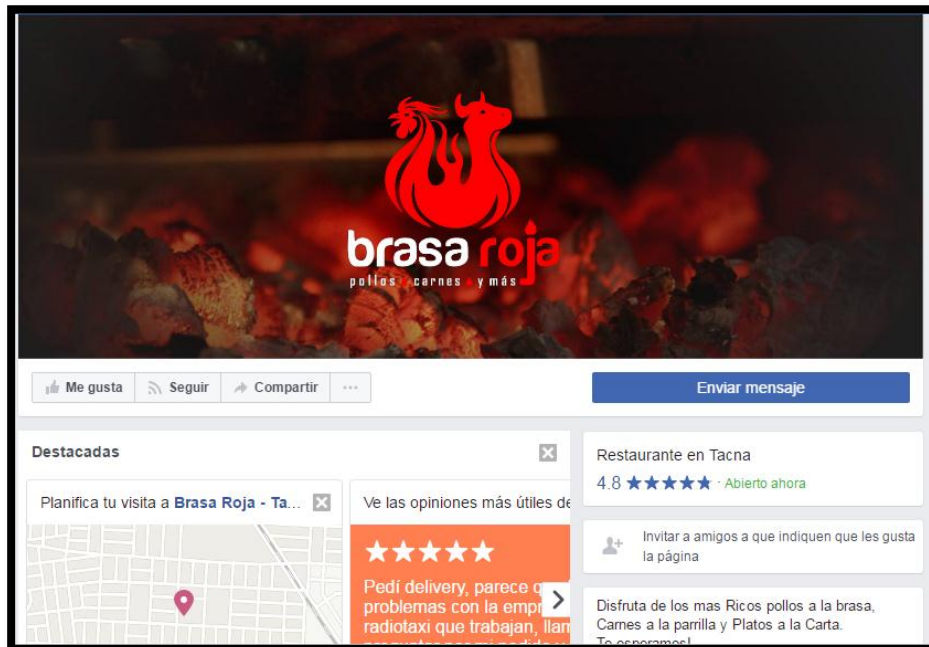 brasa roja
pollos carnes y más
Me gusta
Seguir
Compartir
Enviar mensaje
Destacadas
Planifica tu visita a Brasa Roja - Ta...
Ve las opiniones más útiles de
Pedí delivery, parece q
problemas con la empr
radiotaxi que trabajan, llam
Restaurante en Tacna
4.8 ★★★★★ · Abierto ahora
Invitar a amigos a que indiquen que les gusta
la página
Disfruta de los mas Ricos pollos a la brasa,
Carnes a la parrilla y Platos a la Carta.
Te esperamos!